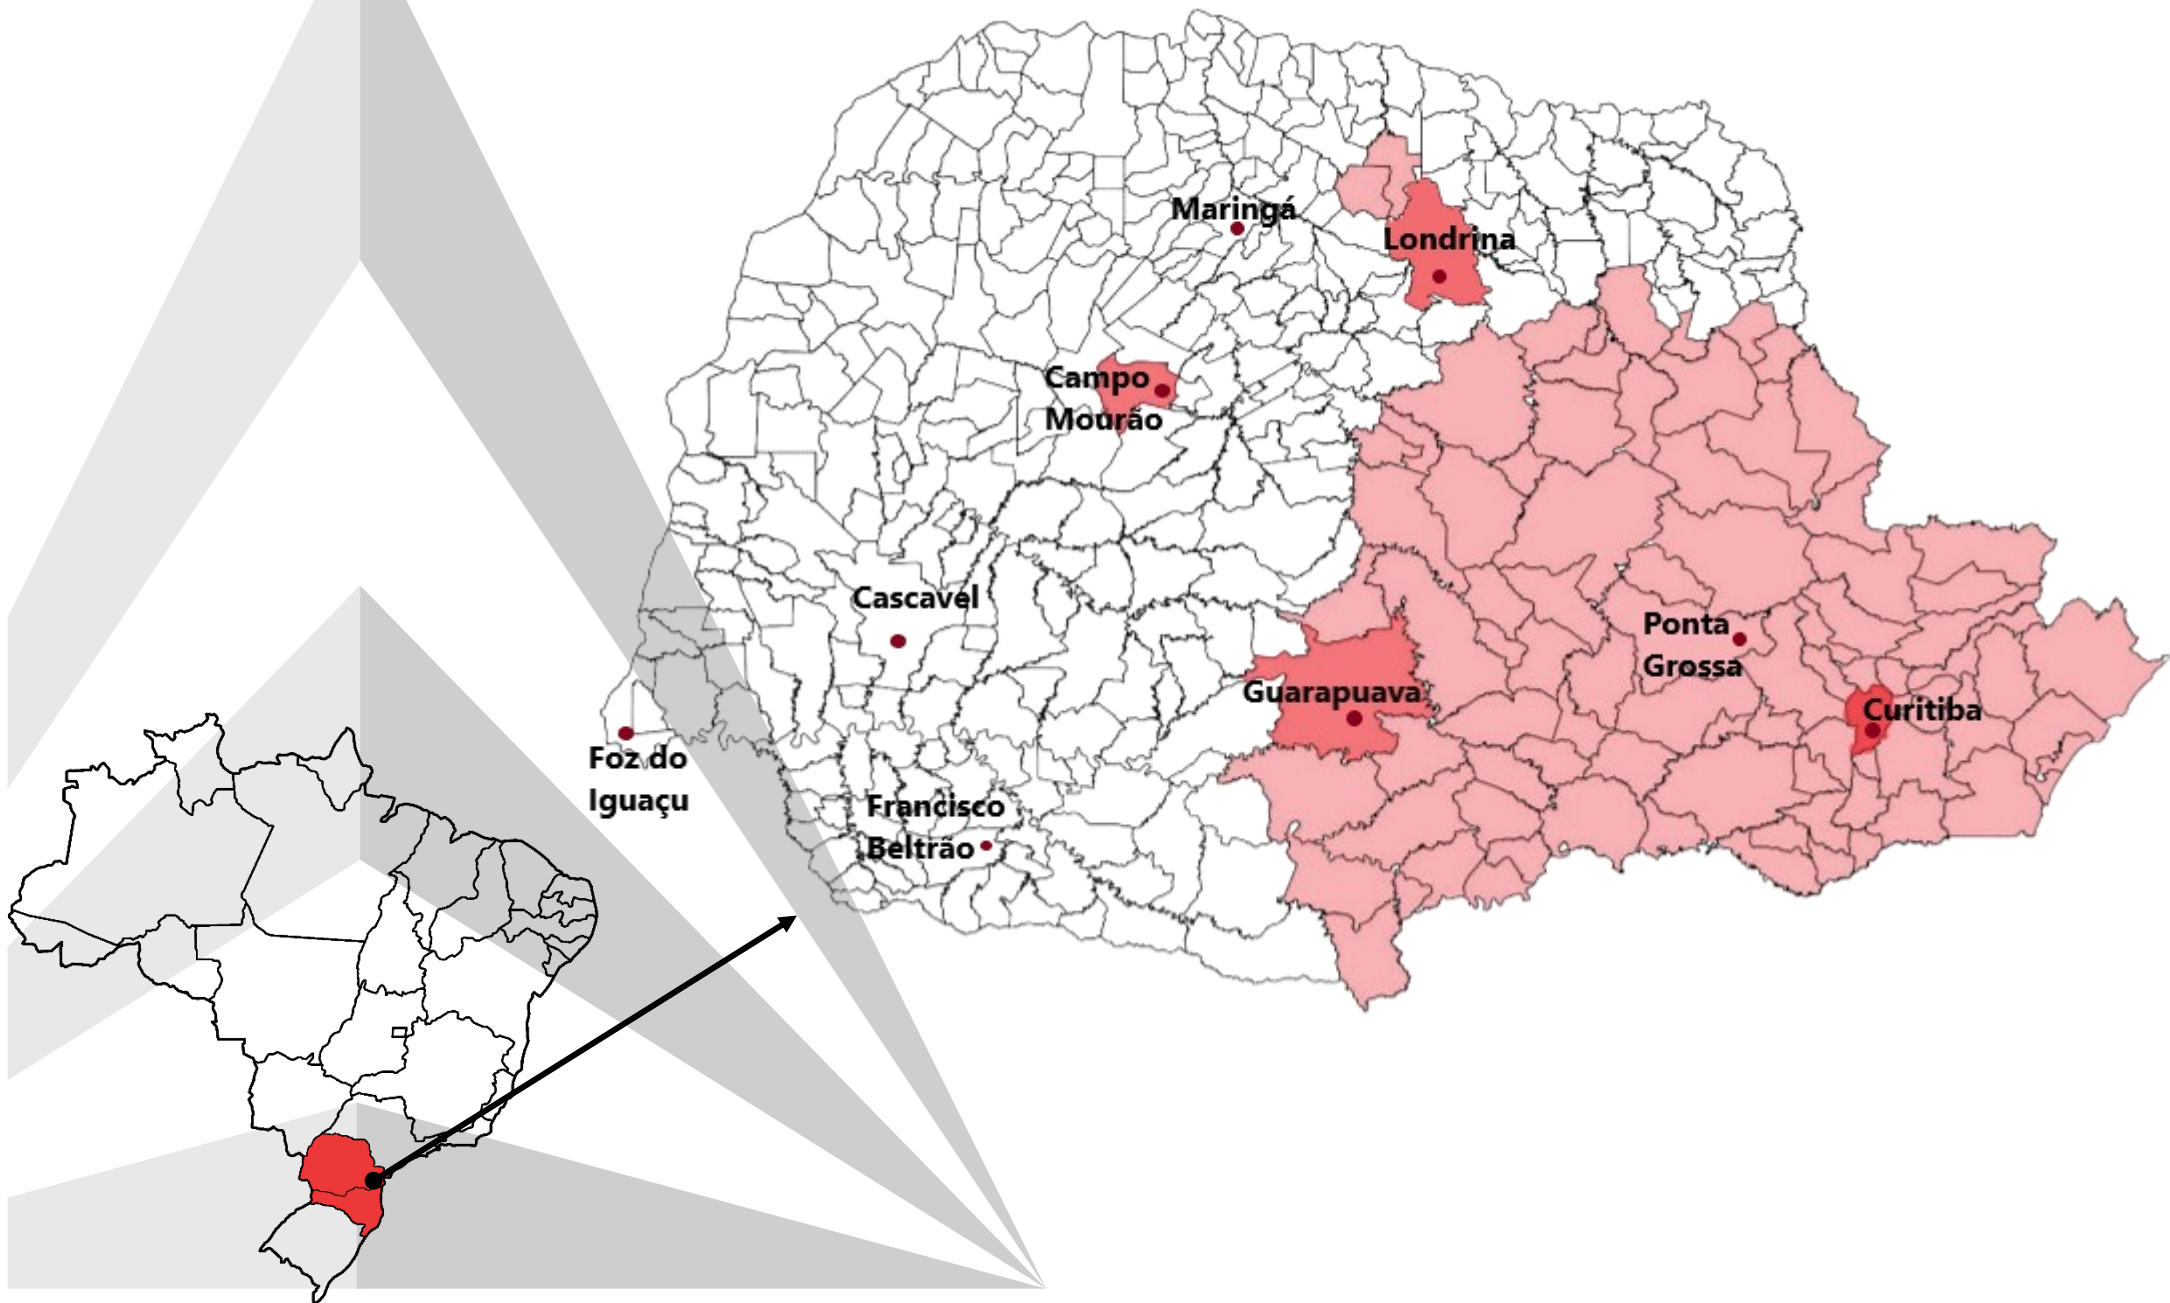 Maringá
Londrina
Campo
Mourão
Cascavel
Ponta
Grossa
Guarapuava
Curitiba
Foz do
Iguaçu
Francisco
Beltrão